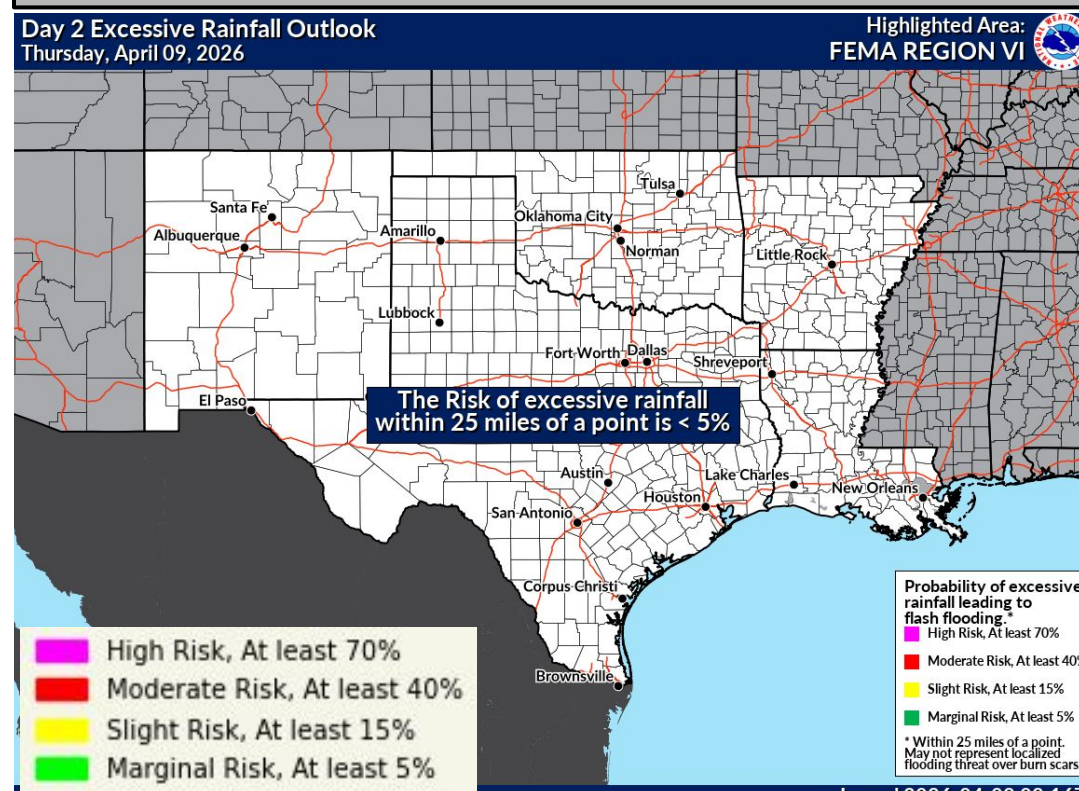 Day 2 Excessive Rainfall Outlook
Thursday, April 09, 2026
Highlighted Area:
FEMA REGION VI
Tulsa
Santa Fe
Oklahoma City
Albuquerque
Amarillo
Norman
Little Rock
Lubbock
Fort Worth
Dallas
Shreveport
El Paso
The Risk of excessive rainfall
within 25 miles of a point is < 5%
Austin
Lake Charles
Houston
New Orleans
San Antonio
Corpus Christi
Brownsville
High Risk, At least 70%
Moderate Risk, At least 40%
Slight Risk, At least 15%
Marginal Risk, At least 5%
Probability of excessive
rainfall leading to
flash flooding.*
High Risk, At least 70%
Moderate Risk, At least 40%
Slight Risk, At least 15%
Marginal Risk, At least 5%
* Within 25 miles of a point.
May not represent localized
flooding threat over burn scars